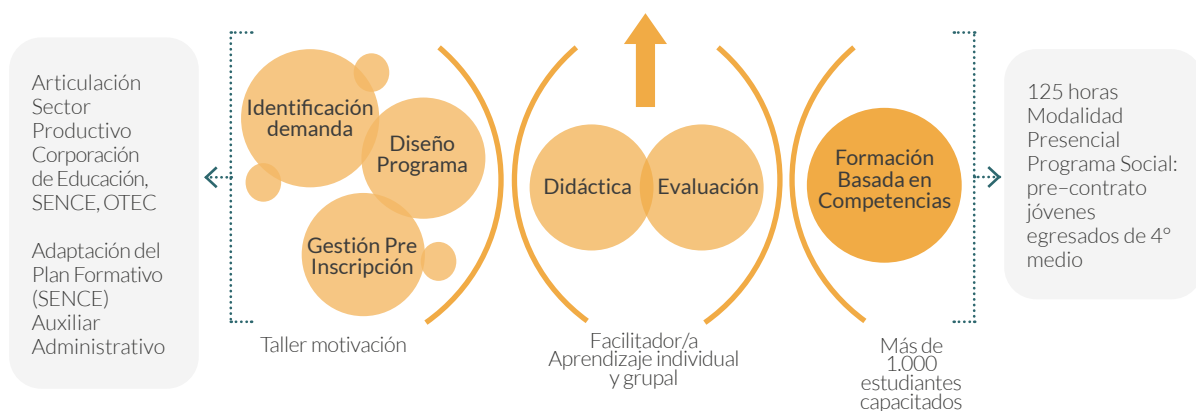 Articulación
Sector
Productivo
Corporación
de Educación,
SENCE, OTEC
Adaptación del
Plan Formativo
(SENCE)
Auxiliar
Administrativo
Identificación
demanda
Diseño
Programa
Gestión Pre
Inscripción
Taller motivación
Didáctica
Evaluación
Facilitador/a
Aprendizaje individual
y grupal
Formación
Basada en
Competencias
Más de
1.000
estudiantes
capacitados
125 horas
Modalidad
Presencial
Programa Social:
pre–contrato
jóvenes
egresados de 4°
medio